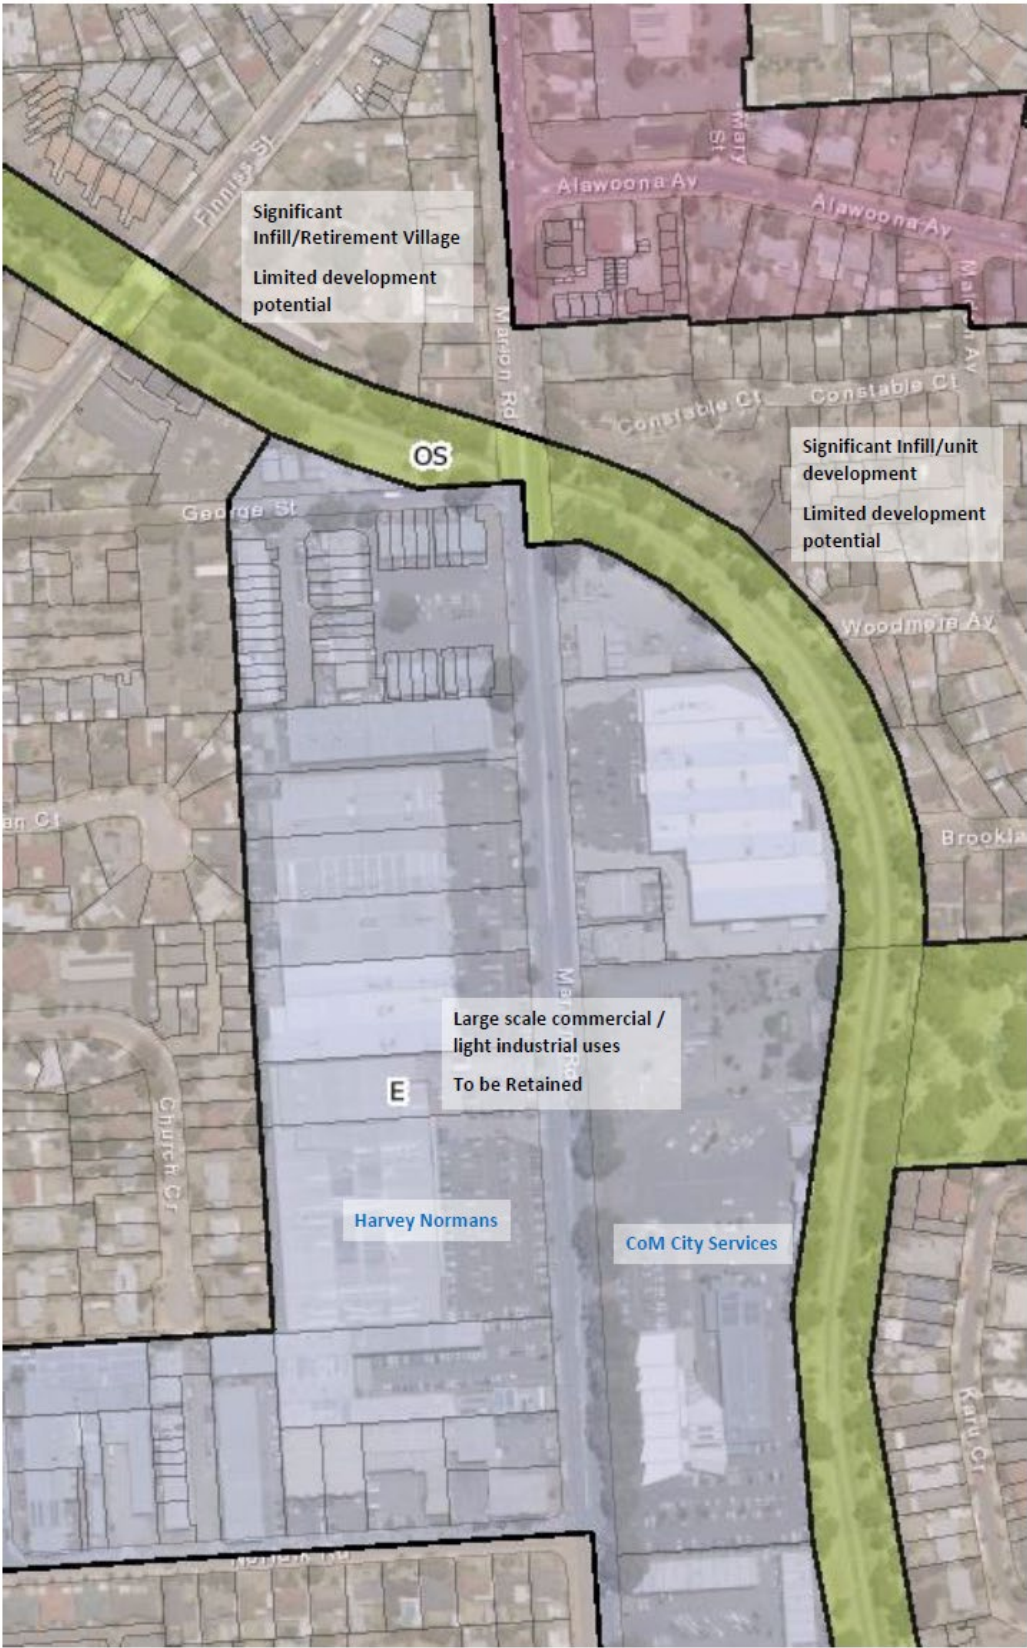 Mary
St
Alawoona Av
Alawoona Av
Finniss St
Significant
Infill/Retirement Village
Limited development
potential
Marion Rd
Constable Ct
Constable Ct
OS
Significant Infill/unit
development
Limited development
potential
George St
Woodmere Av
an Ct
Brookla
Large scale commercial /
light industrial uses
To be Retained
E
Church Cr
Harvey Normans
CoM City Services
Karu Cr